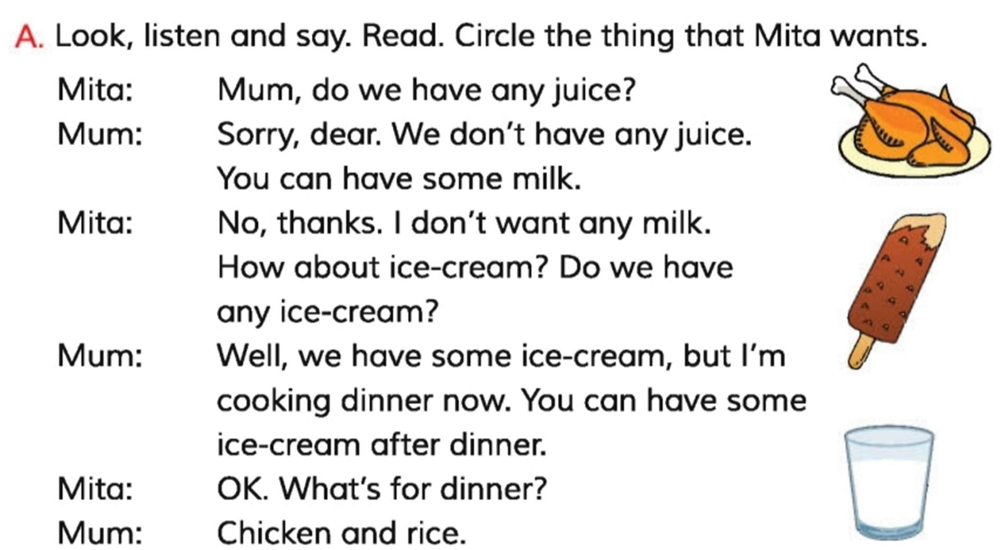 A. Look, listen and say. Read. Circle the thing that Mita wants.
Mita: Mum, do we have any juice?
Mum: Sorry, dear. We don't have any juice.
You can have some milk.
Mita: No, thanks. I don't want any milk.
How about ice-cream? Do we have
any ice-cream?
Mum: Well, we have some ice-cream, but I'm
cooking dinner now. You can have some
ice-cream after dinner.
Mita: OK. What's for dinner?
Mum: Chicken and rice.